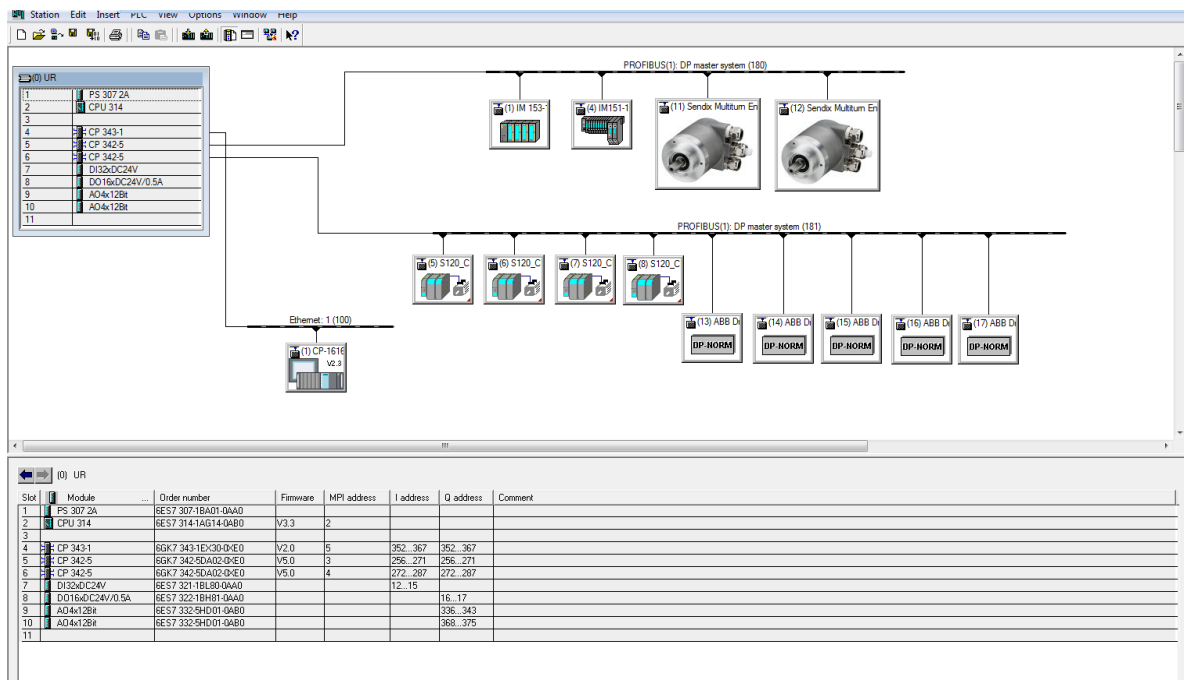 Station Edit Insert PLC View Options Window Help
(0) UR
1 PS 307 2A
2 CPU 314
3
4 CP 343-1
5 CP 342-5
6 CP 342-5
7 DI32xDC24V
8 DO16xDC24V/0.5A
9 AO4x12Bit
10 AO4x12Bit
11
PROFIBUS(1): DP master system (180)
(1) IM 153-1 (4) IM151-1 (11) Sendix Multiturn En (12) Sendix Multiturn En
PROFIBUS(1): DP master system (181)
(5) S120_C (6) S120_C (7) S120_C (8) S120_C
(13) ABB Dr (14) ABB Dr (15) ABB Dr (16) ABB Dr (17) ABB Dr
DP-NORM DP-NORM DP-NORM DP-NORM DP-NORM
Ethernet: 1 (100)
(1) CP-1616
V2.3
(0) UR
Slot Module ... Order number Firmware MPI address I address Q address Comment
1 PS 307 2A 6ES7 307-1BA01-0AA0
2 CPU 314 6ES7 314-1AG14-0AB0 V3.3 2
3
4 CP 343-1 6GK7 343-1EX30-0XE0 V2.0 5 352...367 352...367
5 CP 342-5 6GK7 342-5DA02-0XE0 V5.0 3 256...271 256...271
6 CP 342-5 6GK7 342-5DA02-0XE0 V5.0 4 272...287 272...287
7 DI32xDC24V 6ES7 321-1BL80-0AA0 12...15
8 DO16xDC24V/0.5A 6ES7 322-1BH81-0AA0 16...17
9 AO4x12Bit 6ES7 332-5HD01-0AB0 336...343
10 AO4x12Bit 6ES7 332-5HD01-0AB0 368...375
11